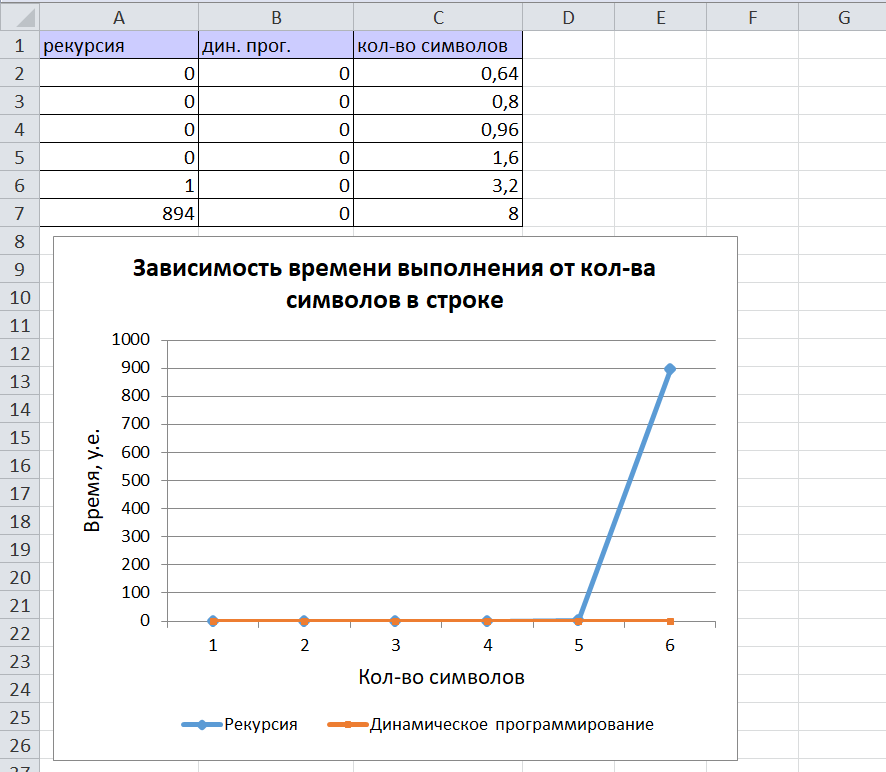 A B C D E F G
1 рекурсия дин. прог. кол-во символов
2 0 0 0,64
3 0 0 0,8
4 0 0 0,96
5 0 0 1,6
6 1 0 3,2
7 894 0 8
8
9
10
11
12
13
14
15
16
17
18
19
20
21
22
23
24
25
26
27
Зависимость времени выполнения от кол-ва
символов в строке
Время, у.е.
1000
900
800
700
600
500
400
300
200
100
0
1 2 3 4 5 6
Кол-во символов
Рекурсия Динамическое программирование